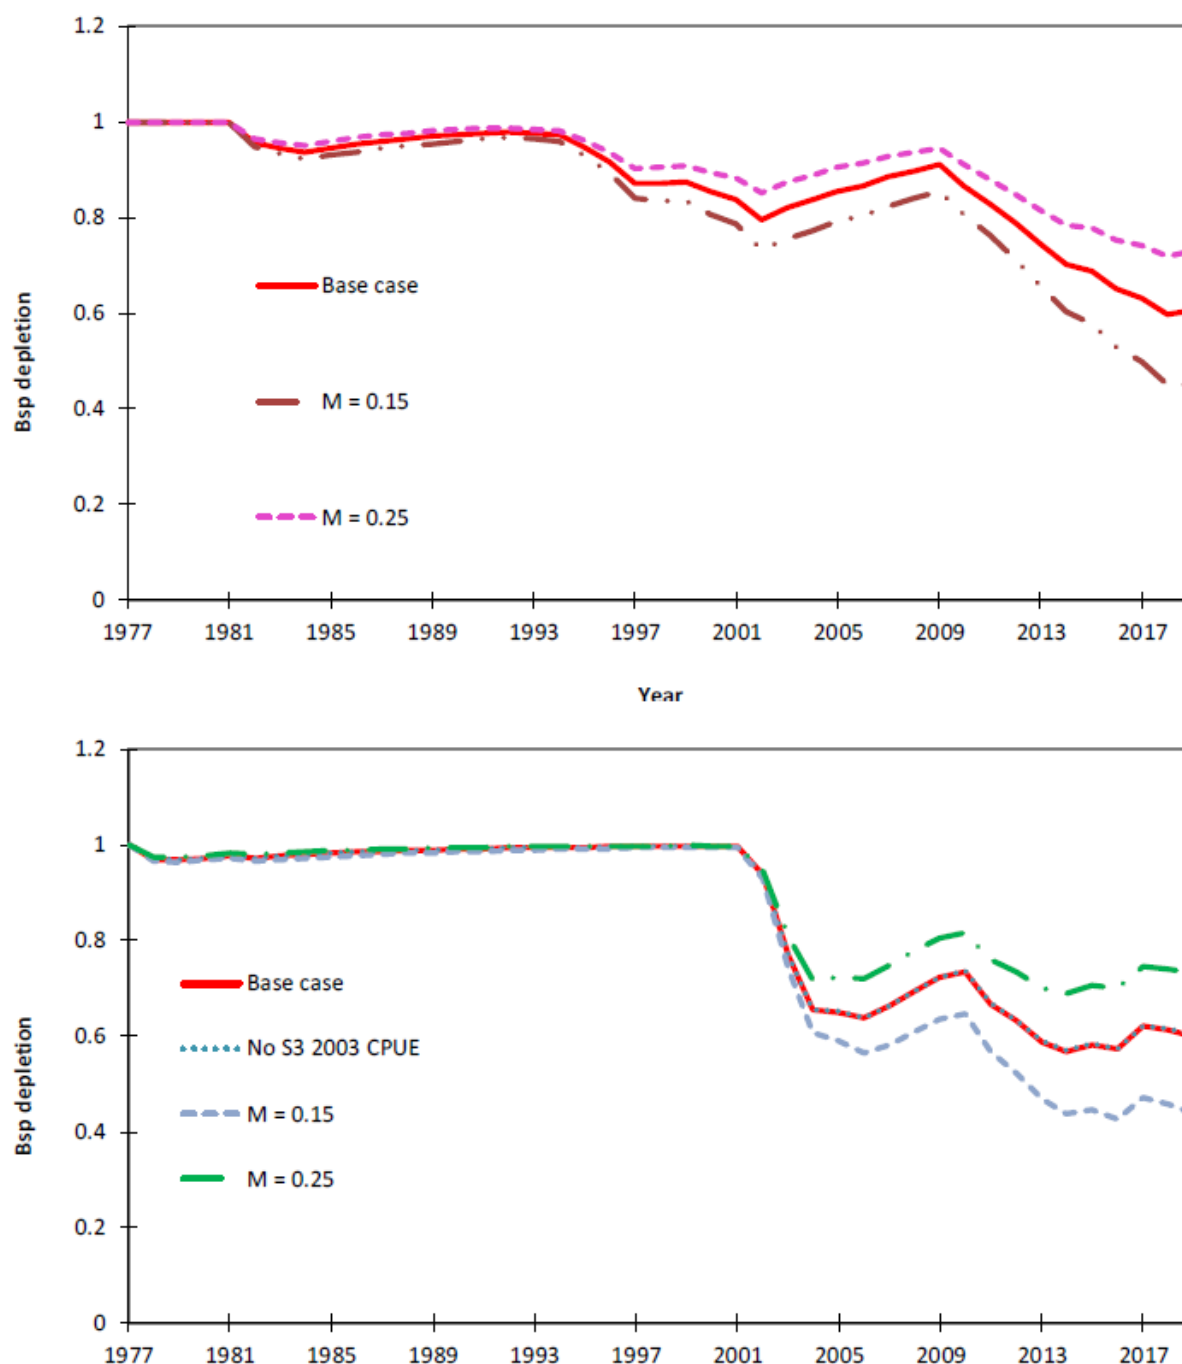 1.2
1
0.8
0.6
0.4
0.2
0
Bsp depletion
Base case
M = 0.15
M = 0.25
1977 1981 1985 1989 1993 1997 2001 2005 2009 2013 2017
Year
1.2
1
0.8
0.6
0.4
0.2
0
Bsp depletion
Base case
No S3 2003 CPUE
M = 0.15
M = 0.25
1977 1981 1985 1989 1993 1997 2001 2005 2009 2013 2017